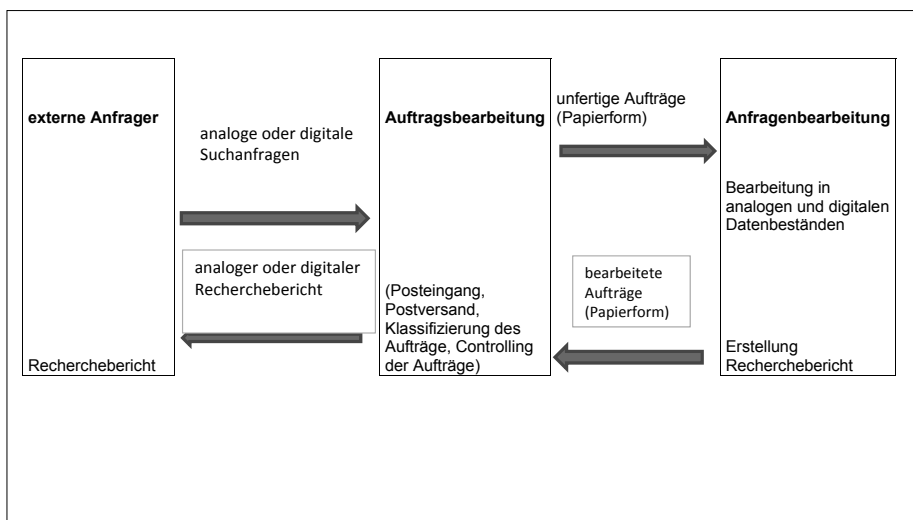 externe Anfrager
Recherchebericht
analoge oder digitale
Suchanfragen
analoger oder digitaler
Recherchebericht
Auftragsbearbeitung
(Posteingang,
Postversand,
Klassifizierung des
Aufträge, Controlling
der Aufträge)
unfertige Aufträge
(Papierform)
bearbeitete
Aufträge
(Papierform)
Anfragenbearbeitung
Bearbeitung in
analogen und digitalen
Datenbeständen
Erstellung
Recherchebericht